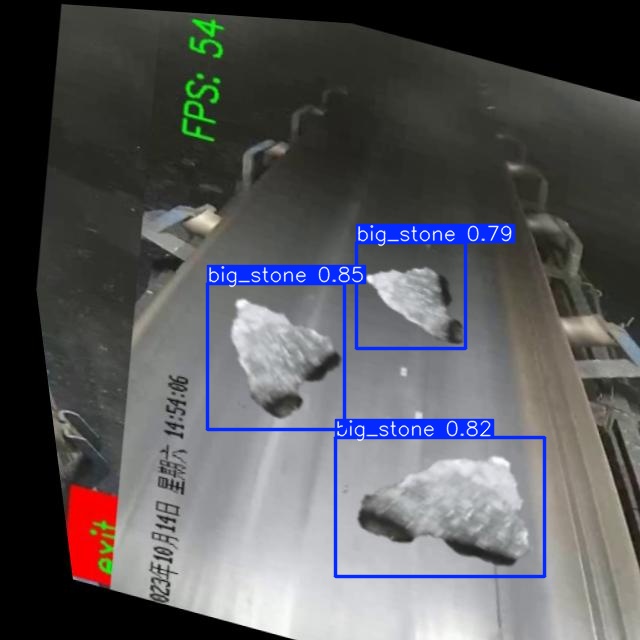 FPS: 54
big_stone 0.79
big_stone 0.85
big_stone 0.82
023年10月14日 星期六 14:54:06
exit